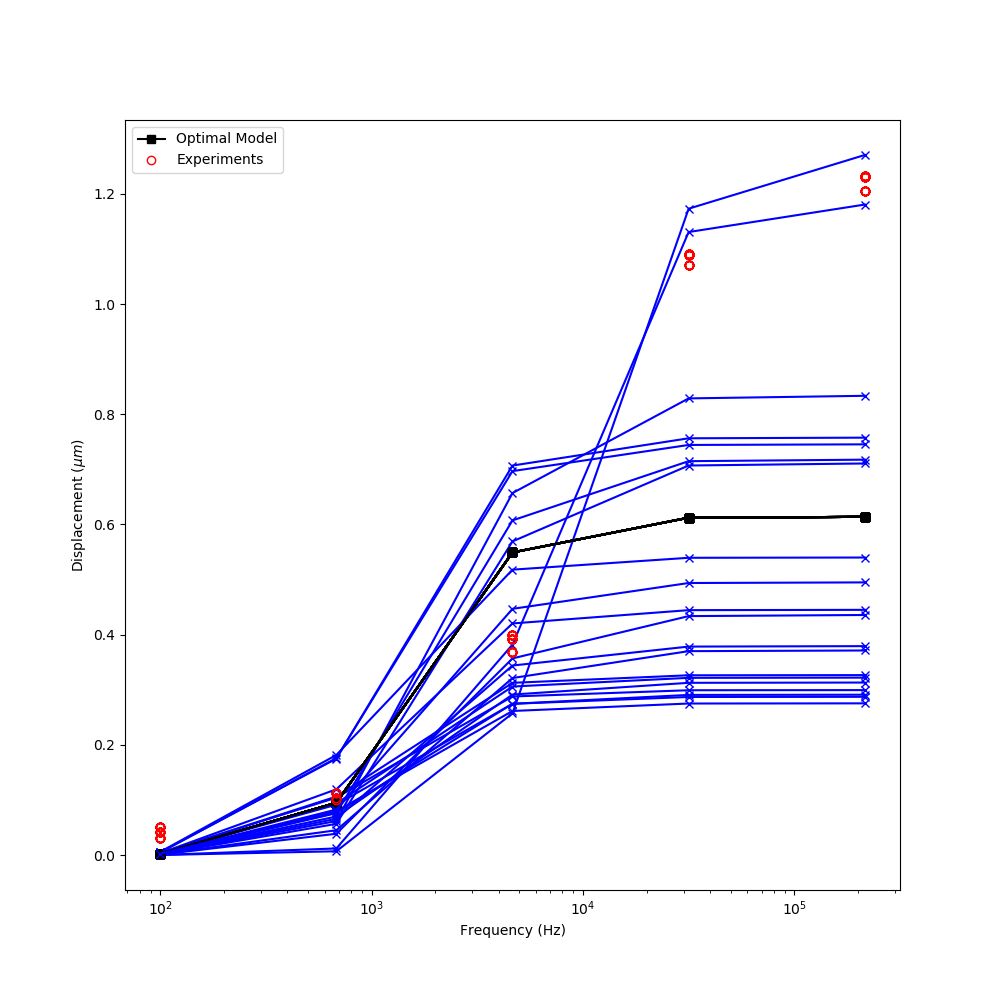 Optimal Model
Experiments
1.2
1.0
0.8
0.6
0.4
0.2
0.0
Displacement (μm)
10²
10³
10⁴
10⁵
Frequency (Hz)